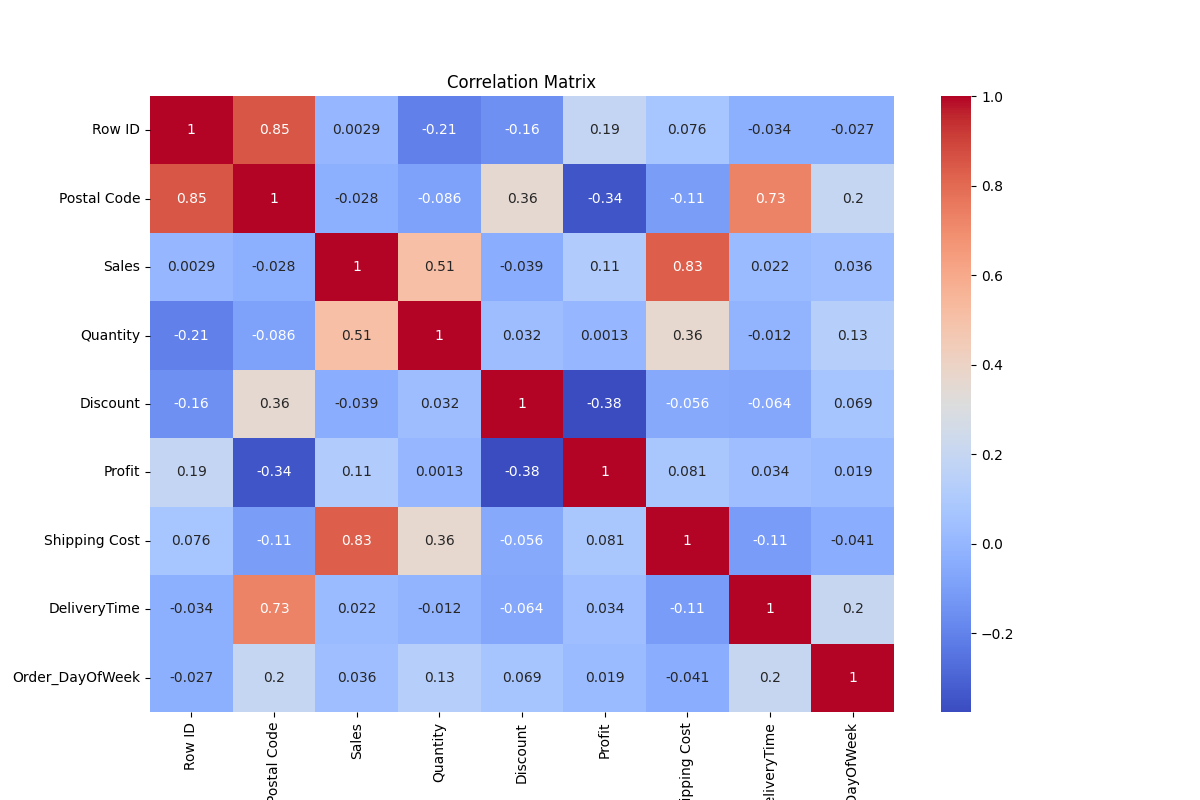 Correlation Matrix
Row ID 1 0.85 0.0029 -0.21 -0.16 0.19 0.076 -0.034 -0.027
Postal Code 0.85 1 -0.028 -0.086 0.36 -0.34 -0.11 0.73 0.2
Sales 0.0029 -0.028 1 0.51 -0.039 0.11 0.83 0.022 0.036
Quantity -0.21 -0.086 0.51 1 0.032 0.0013 0.36 -0.012 0.13
Discount -0.16 0.36 -0.039 0.032 1 -0.38 -0.056 -0.064 0.069
Profit 0.19 -0.34 0.11 0.0013 -0.38 1 0.081 0.034 0.019
Shipping Cost 0.076 -0.11 0.83 0.36 -0.056 0.081 1 -0.11 -0.041
DeliveryTime -0.034 0.73 0.022 -0.012 -0.064 0.034 -0.11 1 0.2
Order_DayOfWeek -0.027 0.2 0.036 0.13 0.069 0.019 -0.041 0.2 1
Row ID
Postal Code
Sales
Quantity
Discount
Profit
ipping Cost
eliveryTime
DayOfWeek
1.0
0.8
0.6
0.4
0.2
0.0
−0.2